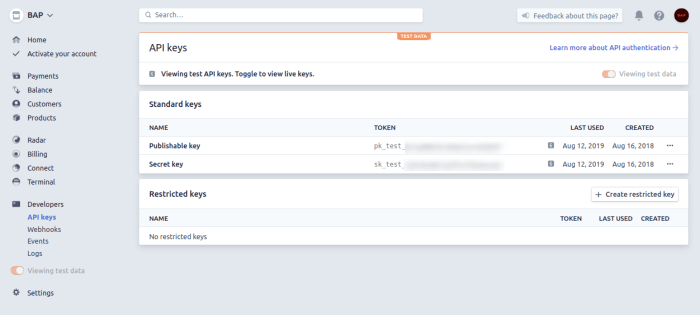 BAP
Search...
Feedback about this page?
BAP
Home
Activate your account
Payments
Balance
Customers
Products
Radar
Billing
Connect
Terminal
Developers
API keys
Webhooks
Events
Logs
Viewing test data
Settings
TEST DATA
API keys
Learn more about API authentication →
Viewing test API keys. Toggle to view live keys.
Viewing test data
Standard keys
NAME TOKEN LAST USED CREATED
Publishable key pk_test_ Aug 12, 2019 Aug 16, 2018
Secret key sk_test_ Aug 12, 2019 Aug 16, 2018
Restricted keys
+ Create restricted key
NAME TOKEN LAST USED CREATED
No restricted keys